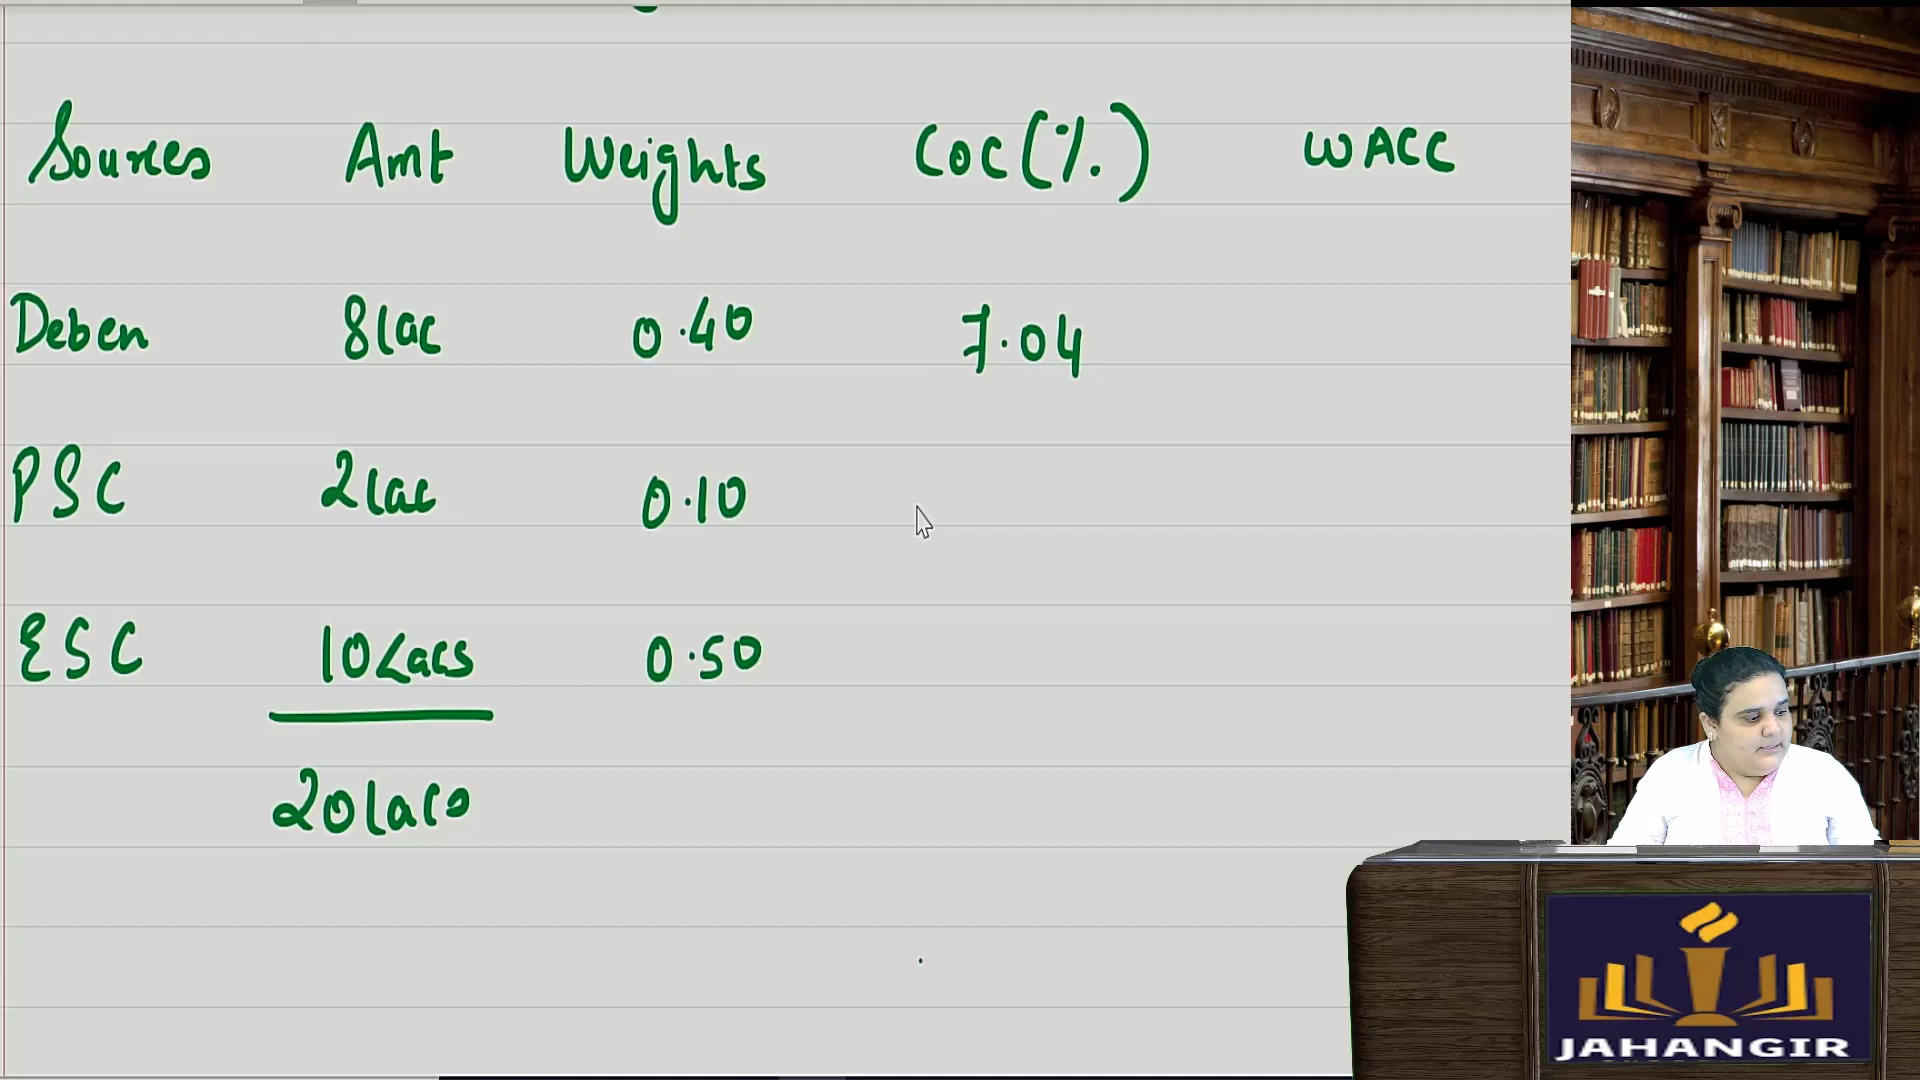 Sources Amt Weights COC(%.) WACC
Deben 8lac 0.40 7.04
PSC 2lac 0.10
ESC 10Lacs 0.50
20lacs
JAHANGIR